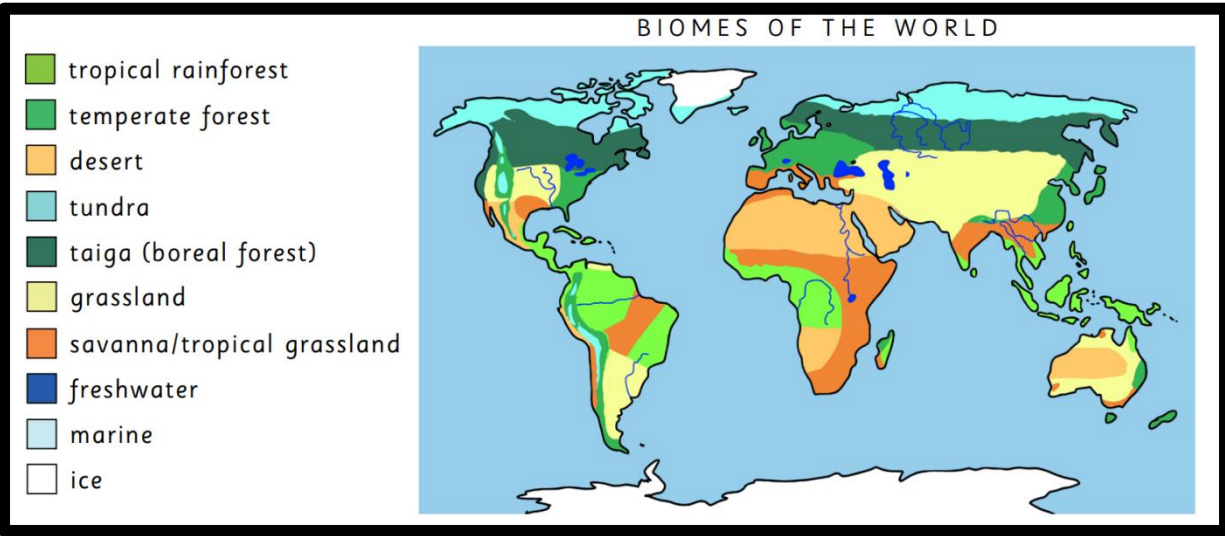 BIOMES OF THE WORLD
tropical rainforest
temperate forest
desert
tundra
taiga (boreal forest)
grassland
savanna/tropical grassland
freshwater
marine
ice